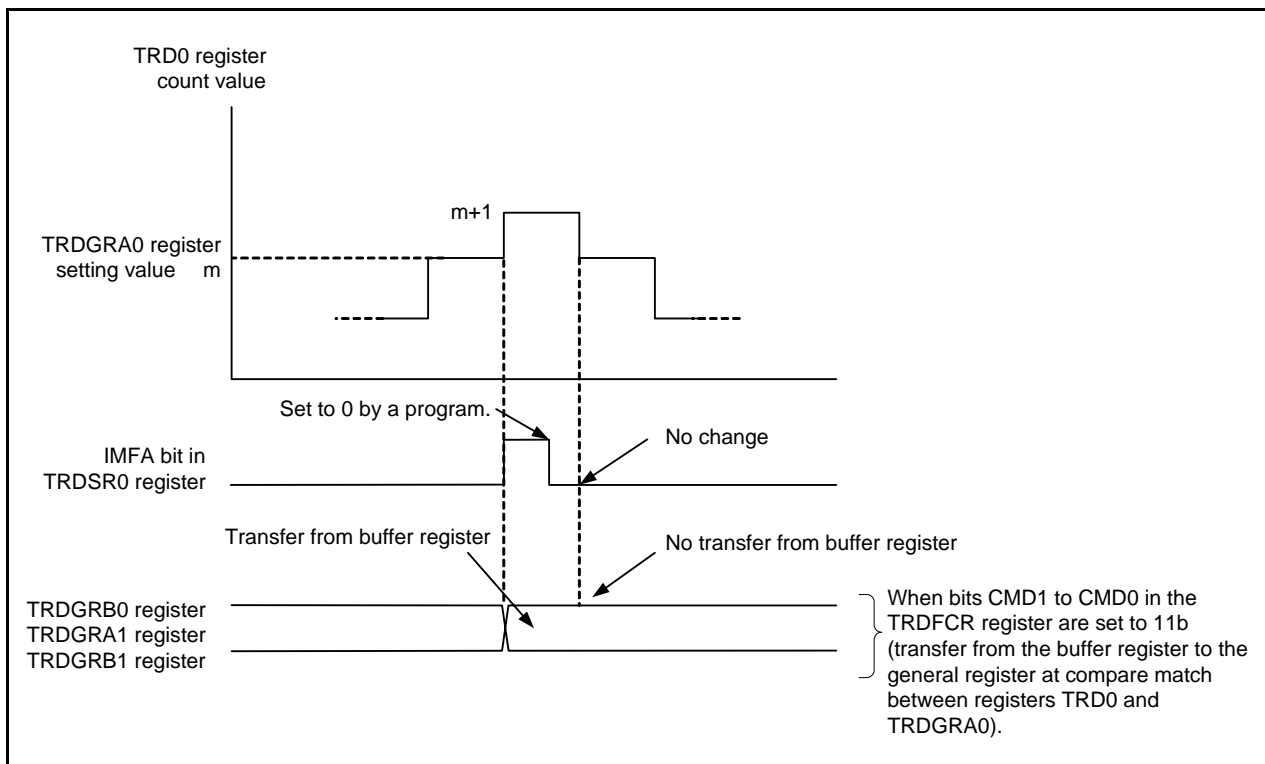 TRD0 register
count value
m+1
TRDGRA0 register
setting value m
Set to 0 by a program.
No change
IMFA bit in
TRDSR0 register
Transfer from buffer register
No transfer from buffer register
TRDGRB0 register
TRDGRA1 register
TRDGRB1 register
When bits CMD1 to CMD0 in the
TRDFCR register are set to 11b
(transfer from the buffer register to the
general register at compare match
between registers TRD0 and
TRDGRA0).